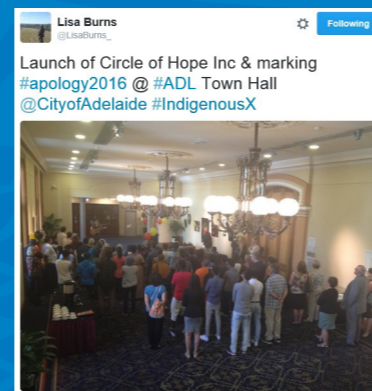 Lisa Burns
@LisaBurns_
Following
Launch of Circle of Hope Inc & marking
#apology2016 @ #ADL Town Hall
@CityofAdelaide #IndigenousX